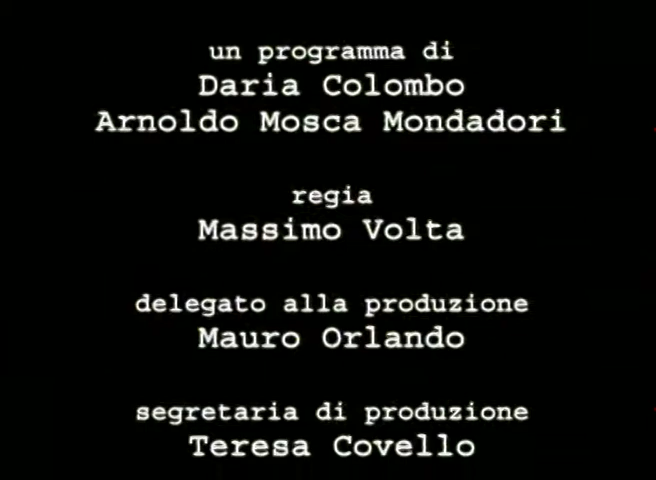 un programma di
Daria Colombo
Arnoldo Mosca Mondadori
regia
Massimo Volta
delegato alla produzione
Mauro Orlando
segretaria di produzione
Teresa Covello